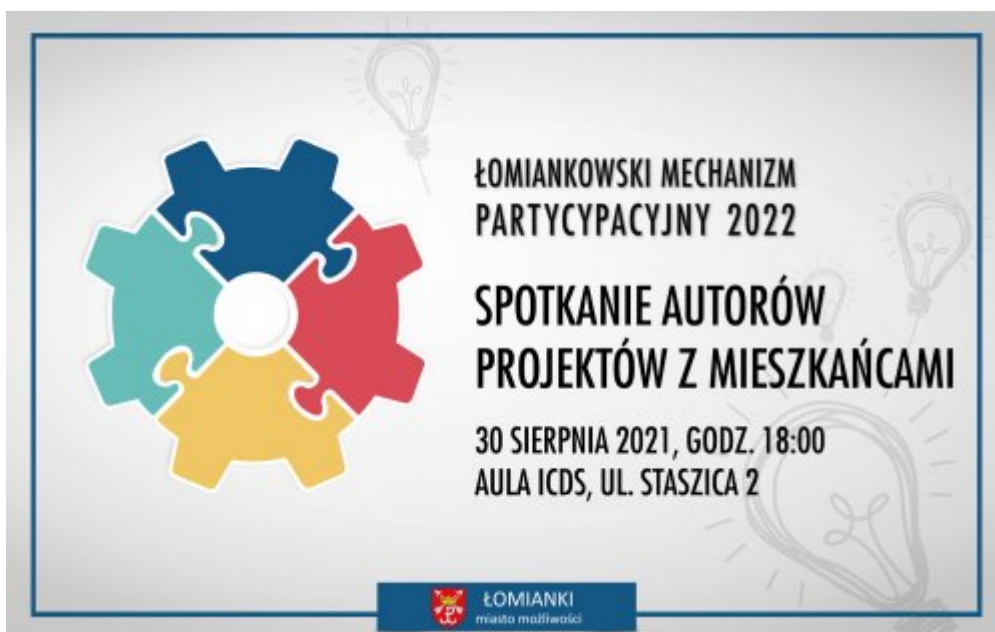 ŁOMIANKOWSKI MECHANIZM
PARTYCYPACYJNY 2022
SPOTKANIE AUTORÓW
PROJEKTÓW Z MIESZKAŃCAMI
30 SIERPNIA 2021, GODZ. 18:00
AULA ICDS, UL. STASZICA 2
ŁOMIANKI
miasto możliwości